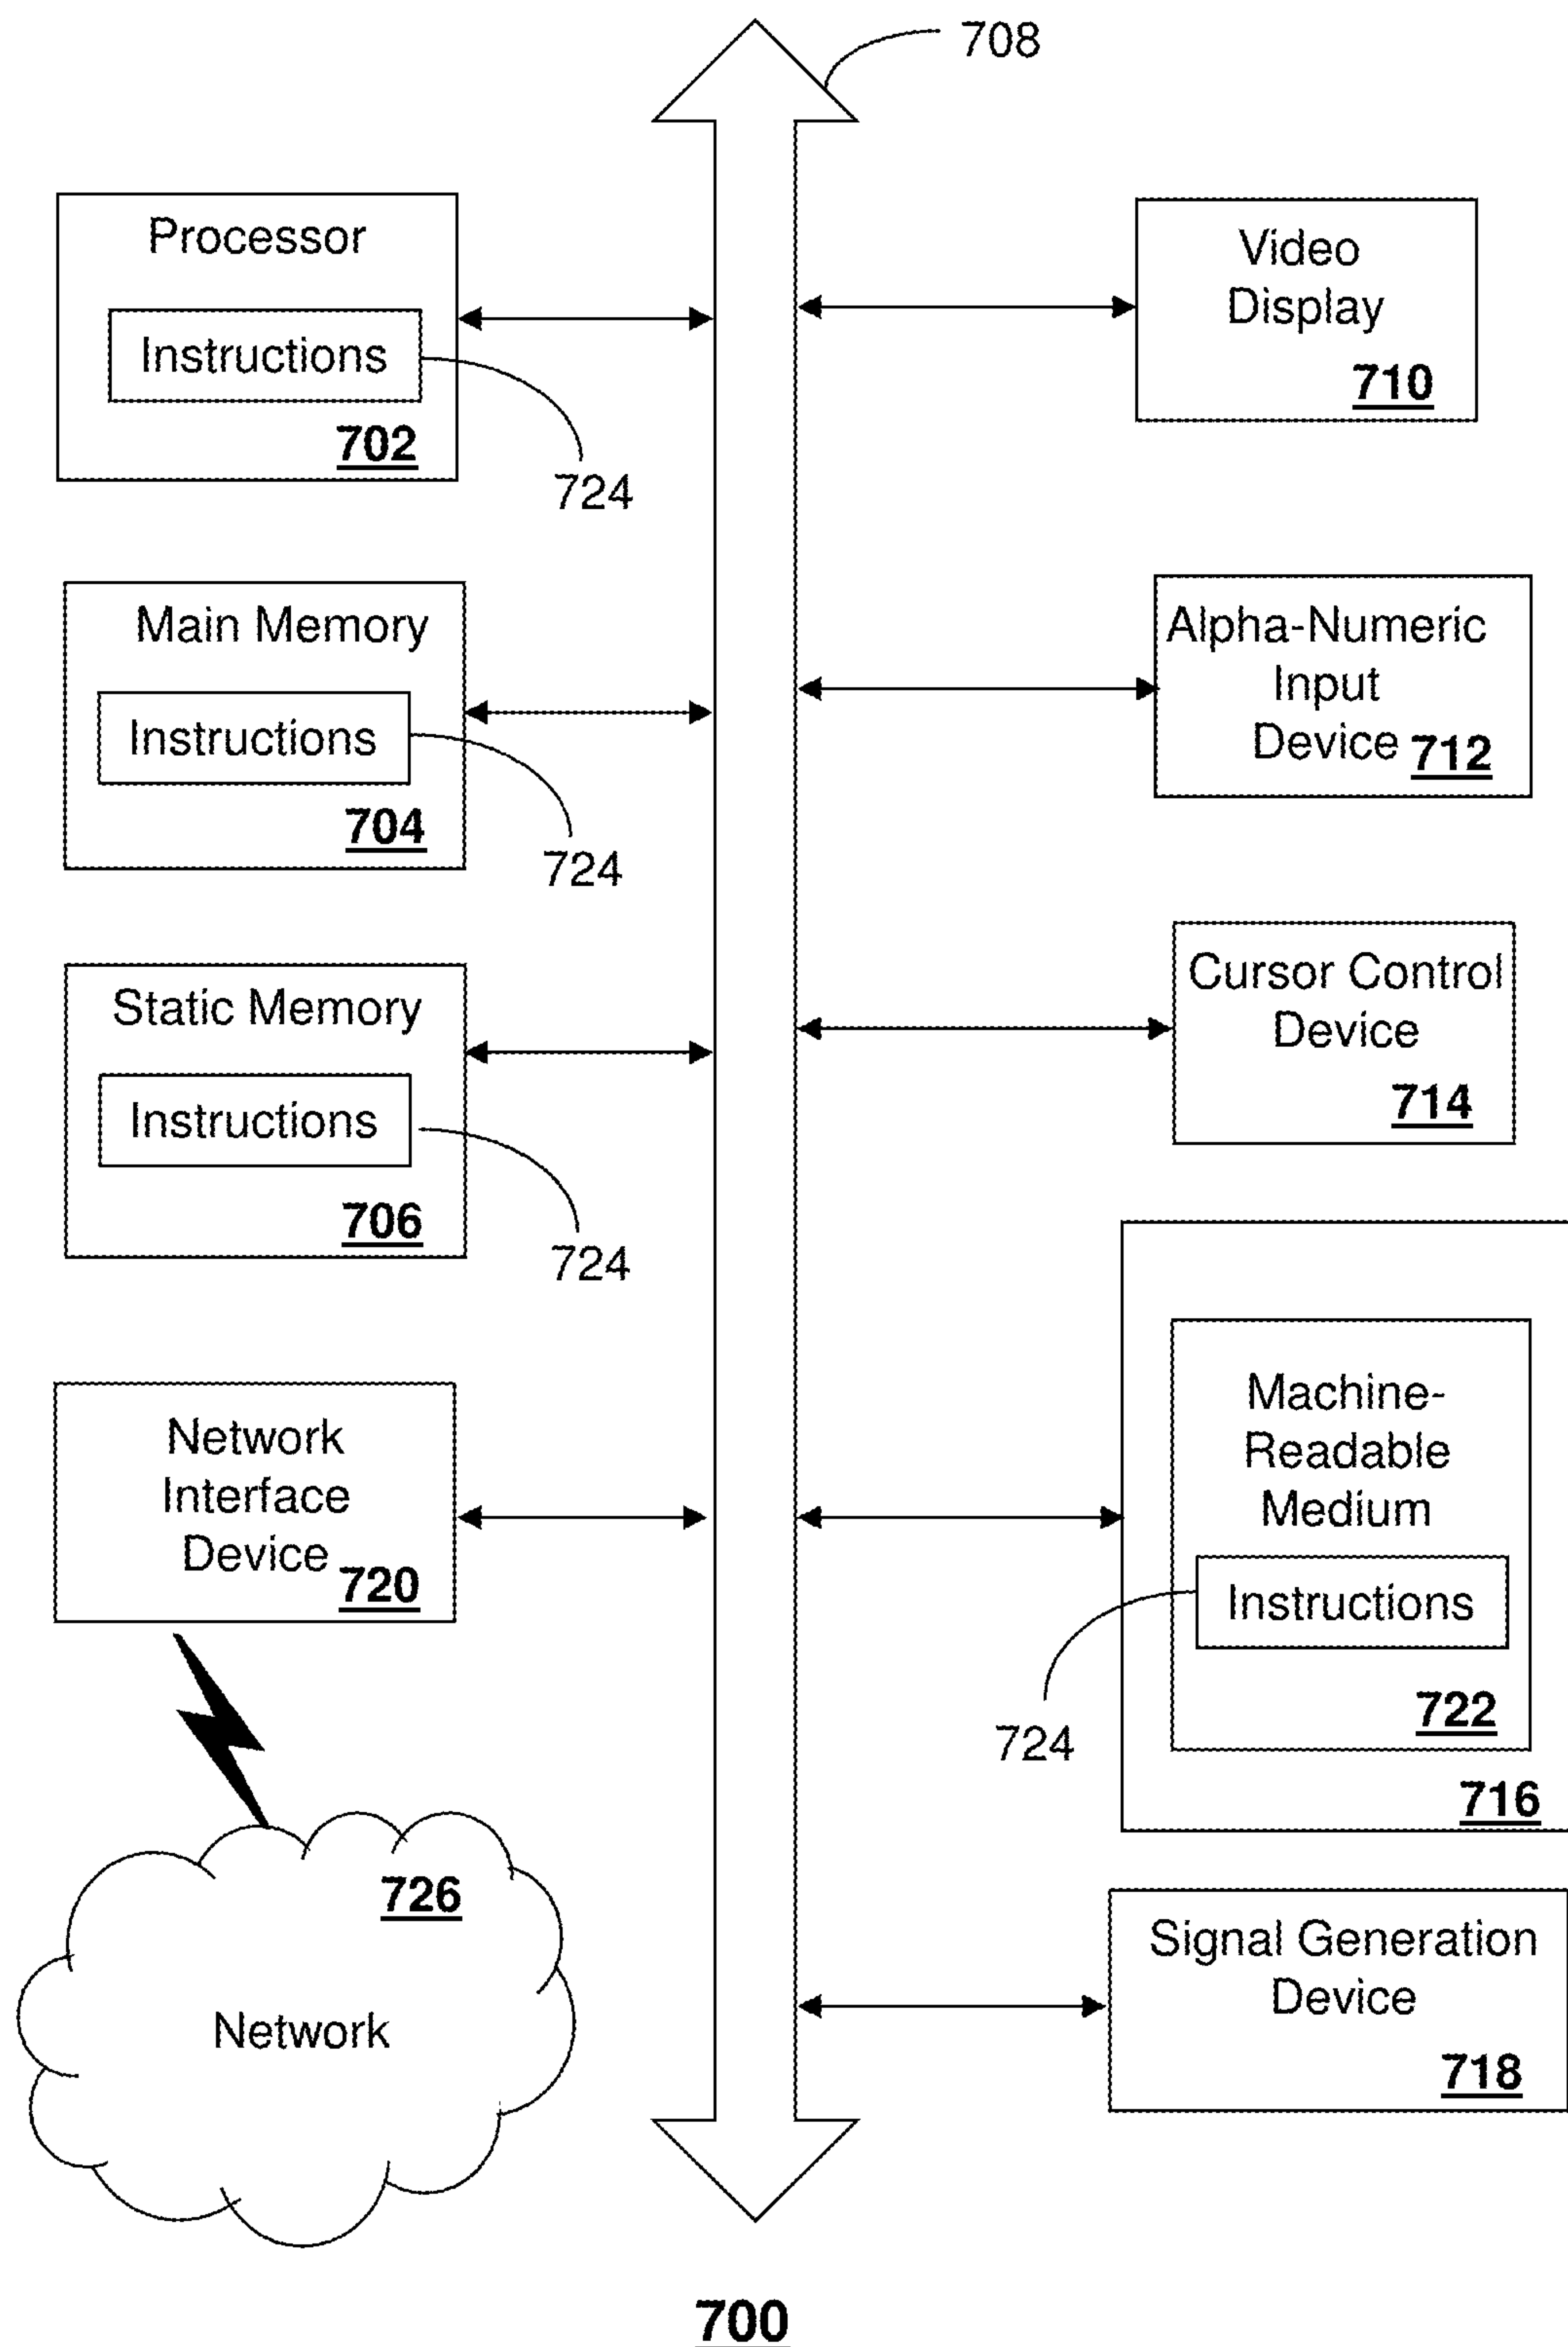 708
Processor
Instructions
702
724
Main Memory
Instructions
704
724
Static Memory
Instructions
706
724
Network
Interface
Device
720
726
Network
Video
Display
710
Alpha-Numeric
Input
Device
712
Cursor Control
Device
714
Machine-
Readable
Medium
Instructions
722
724
716
Signal Generation
Device
718
700